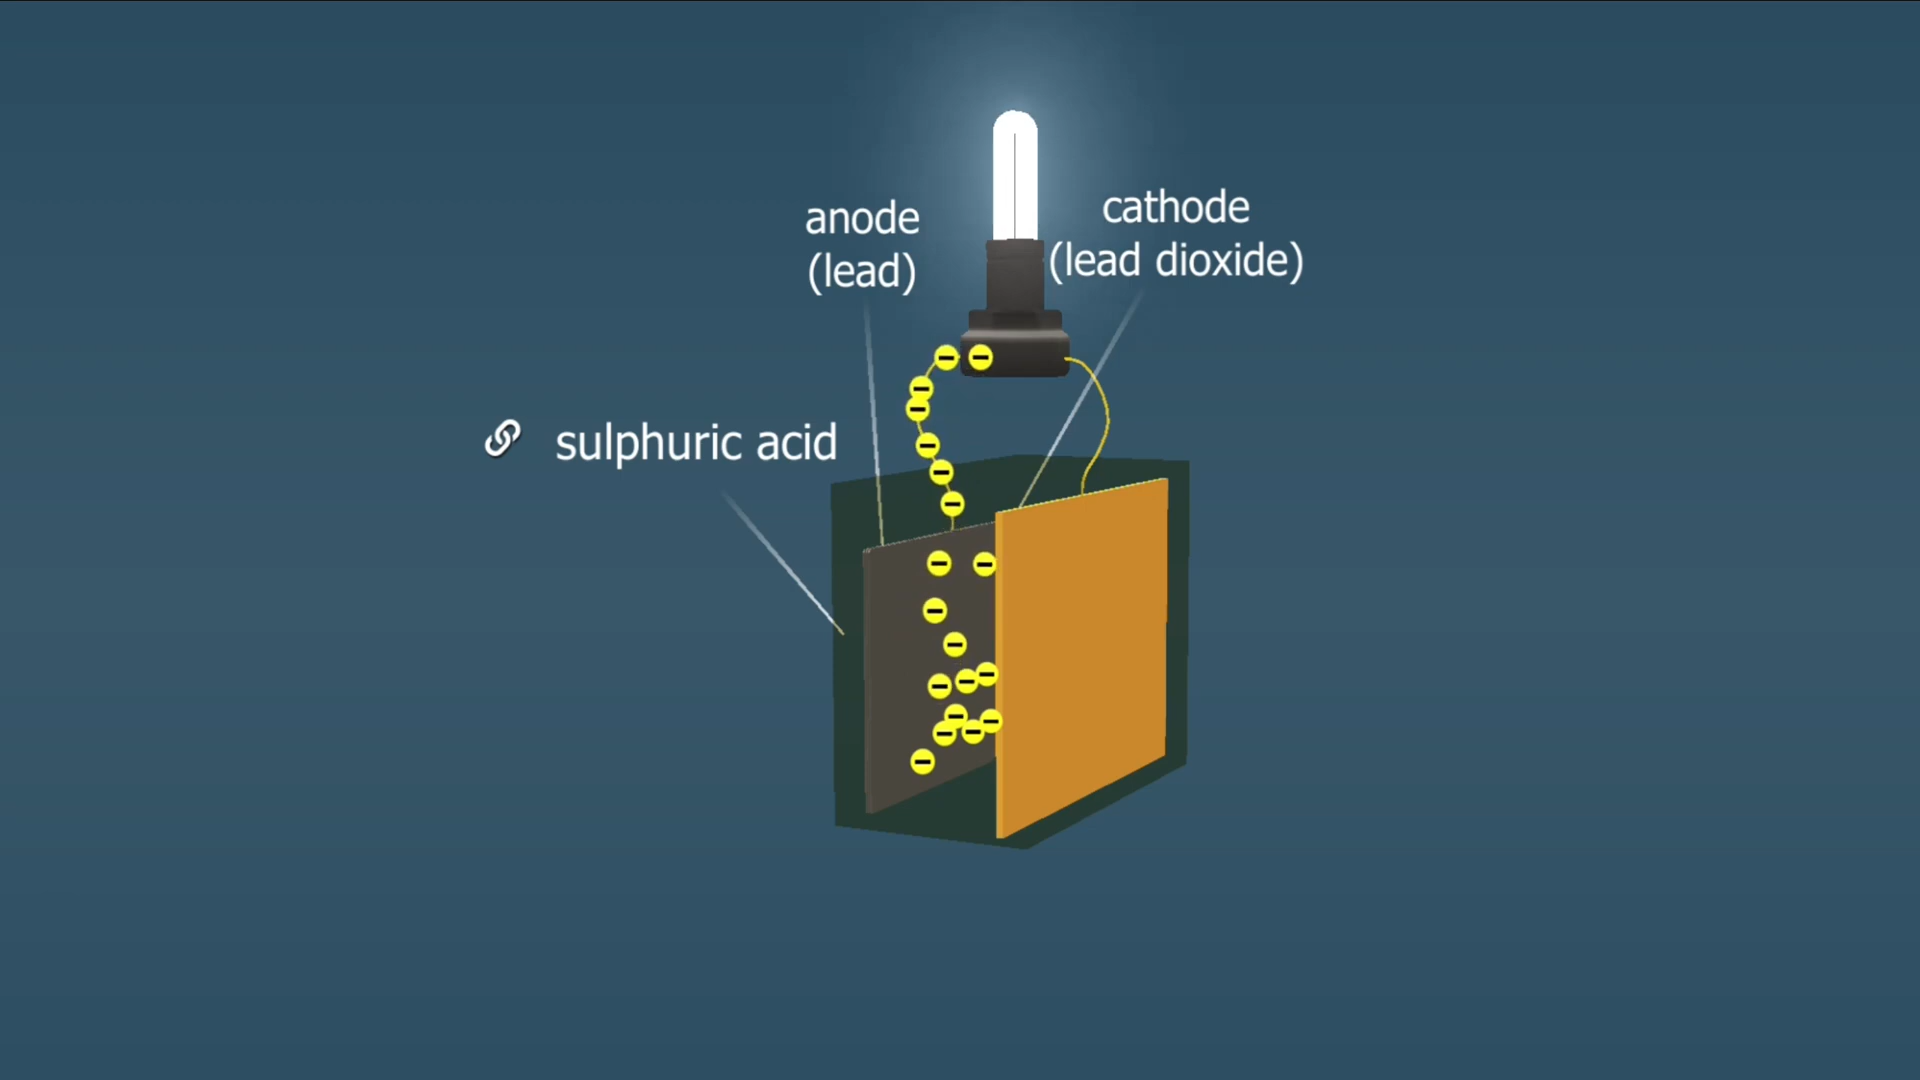 anode
(lead)
cathode
(lead dioxide)
sulphuric acid